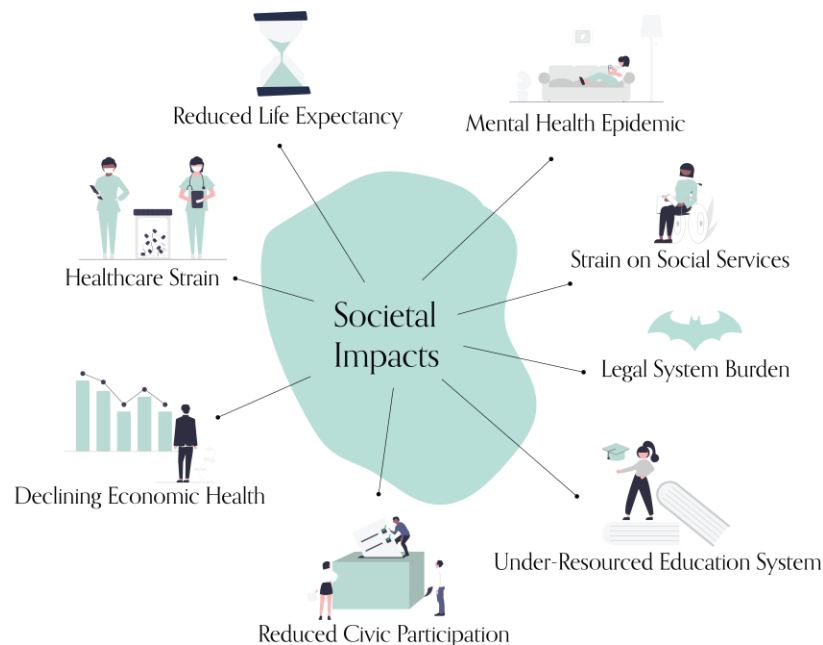 Reduced Life Expectancy
Mental Health Epidemic
Healthcare Strain
Strain on Social Services
Societal
Impacts
Legal System Burden
Declining Economic Health
Under-Resourced Education System
Reduced Civic Participation